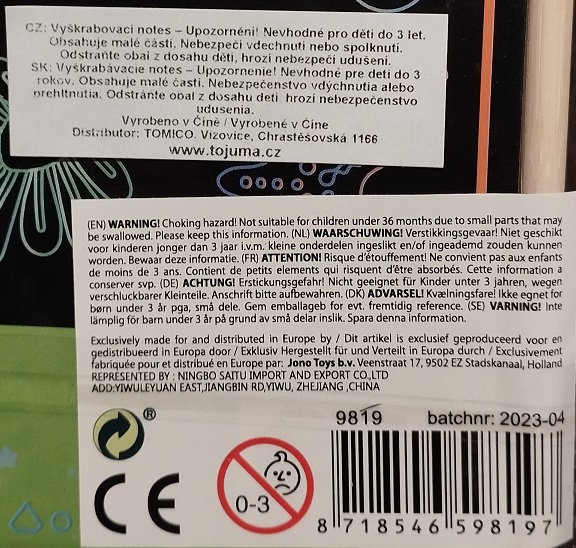 CZ: Vyškrabovací notes – Upozornění! Nevhodné pro děti do 3 let.
Obsahuje malé části. Nebezpečí vdechnutí nebo spolknutí.
Odstraňte obal z dosahu dětí, hrozí nebezpečí udušení.
SK: Vyškrabávacie notes – Upozornenie! Nevhodné pre deti do 3
rokov. Obsahuje malé časti. Nebezpečenstvo vdýchnutia alebo
prehltnutia. Odstránte obal z dosahu detí hrozí nebezpečenstvo
udusenia.
Vyrobeno v Číně / Vyrobené v Číne
Distributor: TOMICO. Vizovice, Chrastěšovská 1166
www.tojuma.cz
(EN) WARNING! Choking hazard! Not suitable for children under 36 months due to small parts that may
be swallowed. Please keep this information. (NL) WAARSCHUWING! Verstikkingsgevaar! Niet geschikt
voor kinderen jonger dan 3 jaar i.v.m. kleine onderdelen ingeslikt en/of ingeademd zouden kunnen
worden. Bewaar deze informatie. (FR) ATTENTION! Risque d'étouffement! Ne convient pas aux enfants
de moins de 3 ans. Contient de petits elements qui risquent d'être absorbés. Cette information a
conserver svp. (DE) ACHTUNG! Erstickungsgefahr! Nicht geeignet für Kinder unter 3 jahren, wegen
verschluckbarer Kleinteile. Anschrift bitte aufbewahren. (DK) ADVARSEL! Kvælningsfare! Ikke egnet for
børn under 3 år pga, små dele. Gem emballageb for evt. fremtidig reference. (SE) VARNING! Inte
lämplig för barn under 3 år på grund av små delar inslik. Spara denna information.
Exclusively made for and distributed in Europe by / Dit artikel is exclusief geproduceerd voor en
gedistribueerd in Europa door / Exklusiv Hergestellt für und Verteilt in Europa durch / Exclusivement
fabriquée pour et distribué en Europe par: Jono Toys b.v. Veenstraat 17, 9502 EZ Stadskanaal, Holland
REPRESENTED BY : NINGBO SAITU IMPORT AND EXPORT CO.,LTD
ADD:YIWULEYUAN EAST,JIANGBIN RD,YIWU, ZHEJIANG ,CHINA
®
9819 batchnr: 2023-04
CE
0-3
8 718546 598197